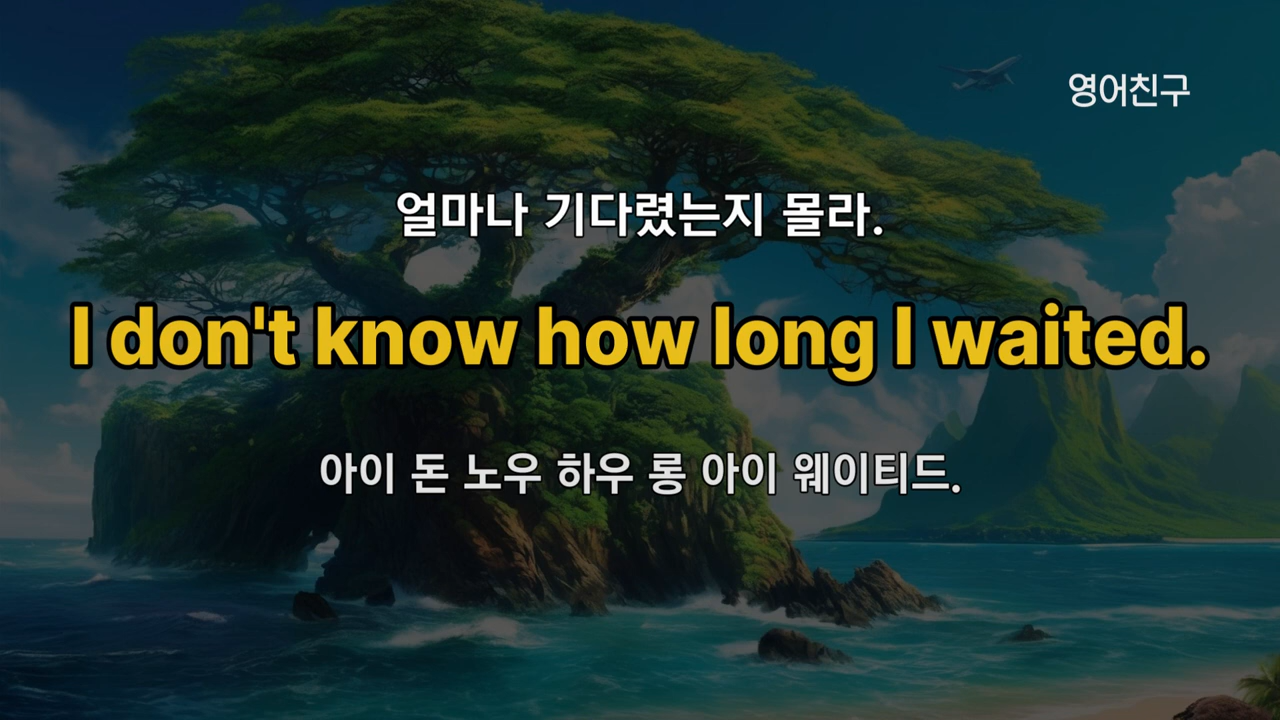 영어친구
얼마나 기다렸는지 몰라.
I don't know how long I waited.
아이 돈 노우 하우 롱 아이 웨이티드.